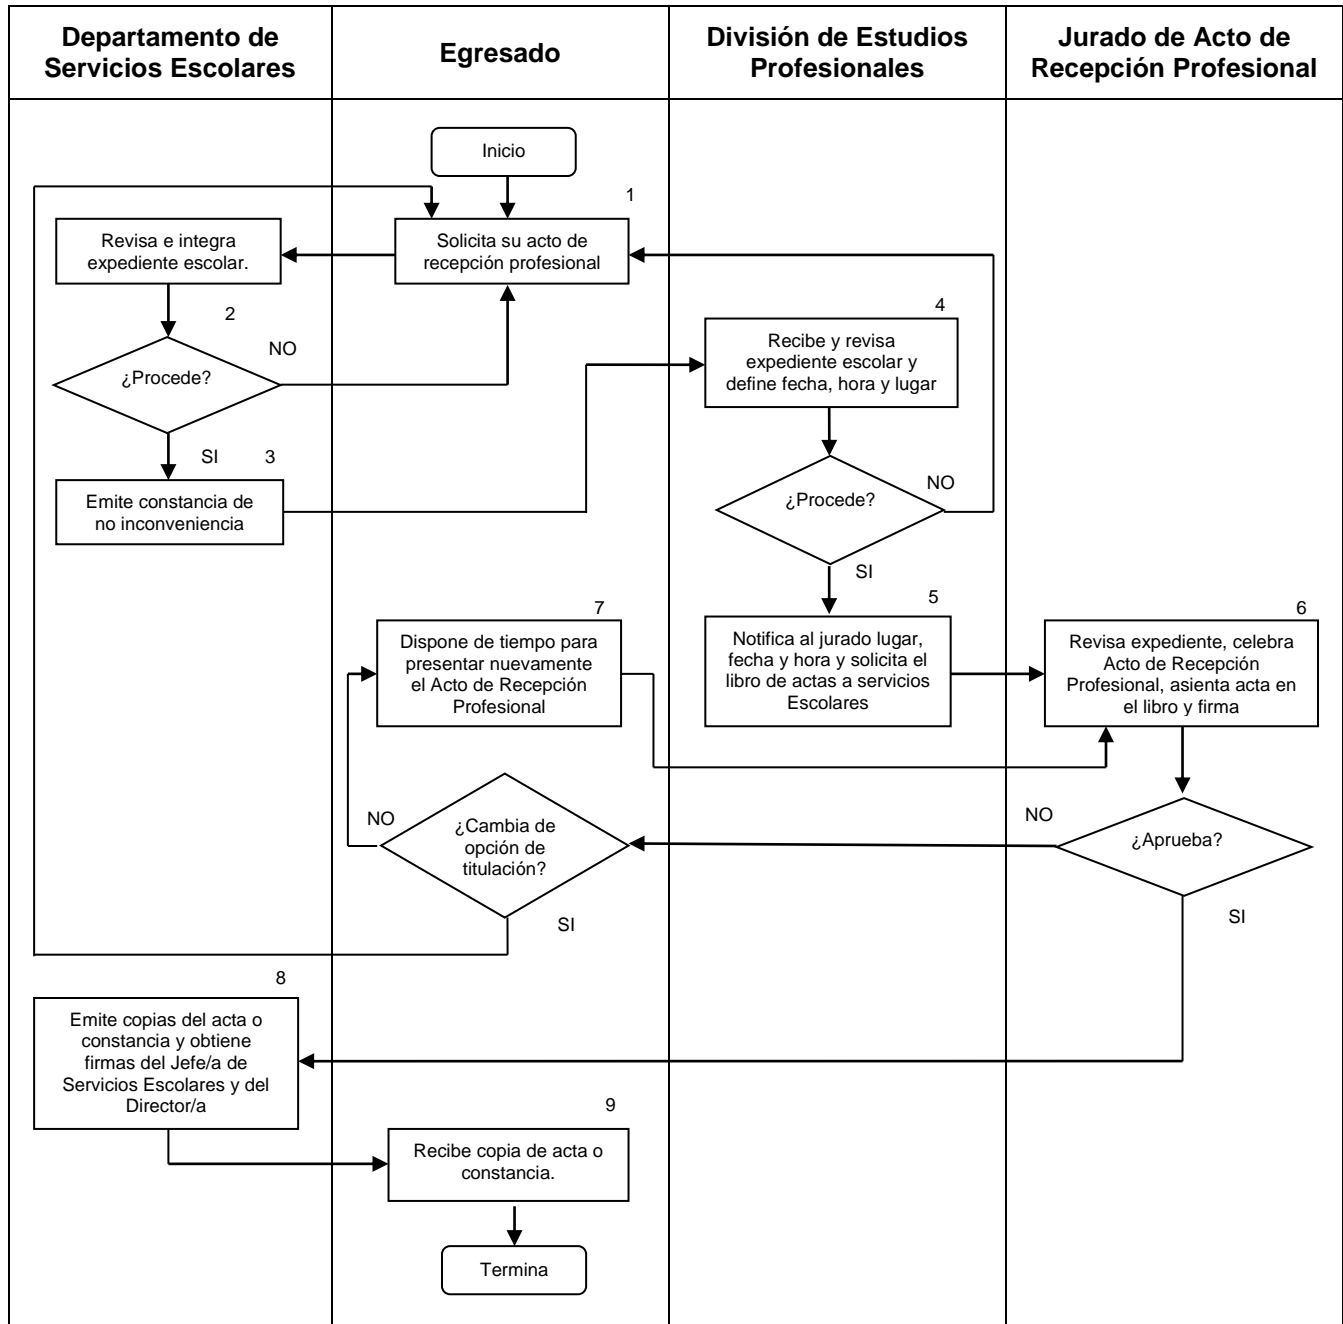 Departamento de
Servicios Escolares
Egresado
División de Estudios
Profesionales
Jurado de Acto de
Recepción Profesional
Inicio
1
Solicita su acto de
recepción profesional
Revisa e integra
expediente escolar.
2
¿Procede?
NO
SI
3
Emite constancia de
no inconveniencia
4
Recibe y revisa
expediente escolar y
define fecha, hora y lugar
¿Procede?
NO
SI
5
Notifica al jurado lugar,
fecha y hora y solicita el
libro de actas a servicios
Escolares
6
Revisa expediente, celebra
Acto de Recepción
Profesional, asienta acta en
el libro y firma
7
Dispone de tiempo para
presentar nuevamente
el Acto de Recepción
Profesional
¿Aprueba?
NO
SI
¿Cambia de
opción de
titulación?
NO
SI
8
Emite copias del acta o
constancia y obtiene
firmas del Jefe/a de
Servicios Escolares y del
Director/a
9
Recibe copia de acta o
constancia.
Termina